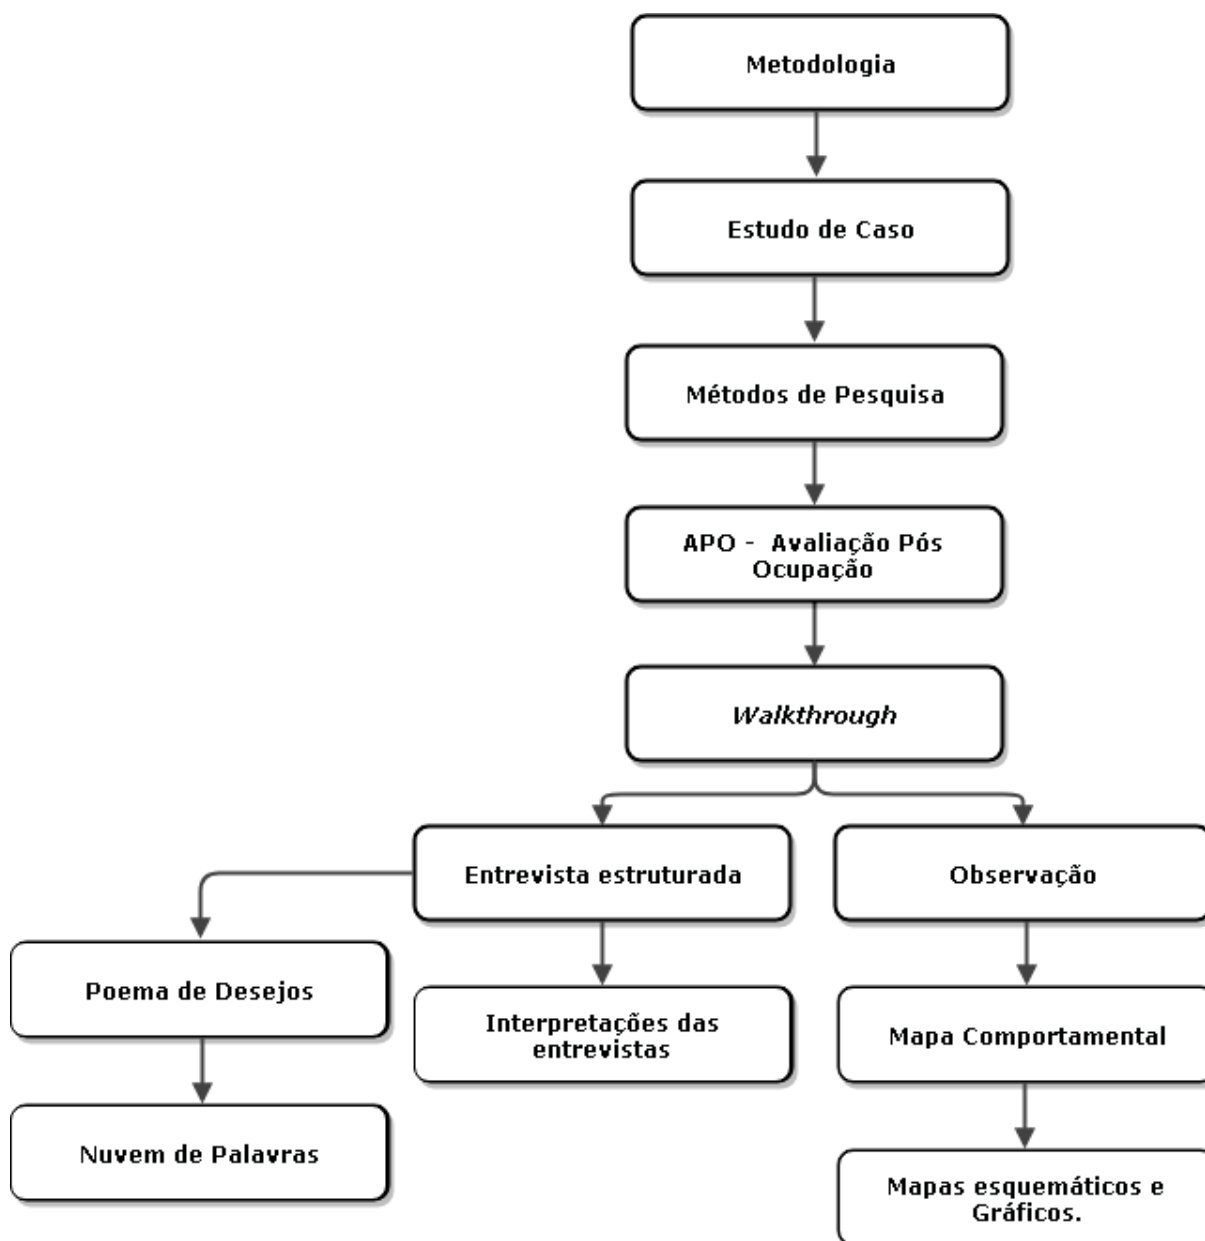 Metodologia
Estudo de Caso
Métodos de Pesquisa
APO -  Avaliação Pós
Ocupação
Walkthrough
Entrevista estruturada
Observação
Poema de Desejos
Interpretações das
entrevistas
Mapa Comportamental
Nuvem de Palavras
Mapas esquemáticos e
Gráficos.